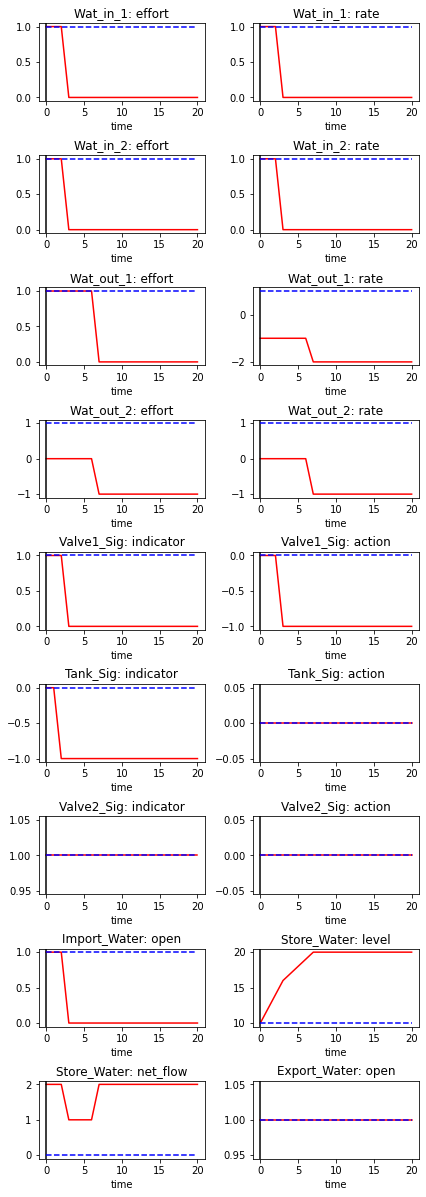 Wat_in_1: effort Wat_in_1: rate
1.0 1.0
0.5 0.5
0.0 0.0
0 5 10 15 20 0 5 10 15 20
time time
Wat_in_2: effort Wat_in_2: rate
1.0 1.0
0.5 0.5
0.0 0.0
0 5 10 15 20 0 5 10 15 20
time time
Wat_out_1: effort Wat_out_1: rate
1.0
0.5 0
0.0 −2
0 5 10 15 20 0 5 10 15 20
time time
Wat_out_2: effort Wat_out_2: rate
1 1
0 0
−1 −1
0 5 10 15 20 0 5 10 15 20
time time
Valve1_Sig: indicator Valve1_Sig: action
1.0 0.0
0.5 −0.5
0.0 −1.0
0 5 10 15 20 0 5 10 15 20
time time
Tank_Sig: indicator Tank_Sig: action
0.0 0.05
−0.5 0.00
−1.0 −0.05
0 5 10 15 20 0 5 10 15 20
time time
Valve2_Sig: indicator Valve2_Sig: action
1.05 0.05
1.00 0.00
0.95 −0.05
0 5 10 15 20 0 5 10 15 20
time time
Import_Water: open Store_Water: level
1.0 20
0.5 15
0.0 10
0 5 10 15 20 0 5 10 15 20
time time
Store_Water: net_flow Export_Water: open
2 1.05
1 1.00
0 0.95
0 5 10 15 20 0 5 10 15 20
time time